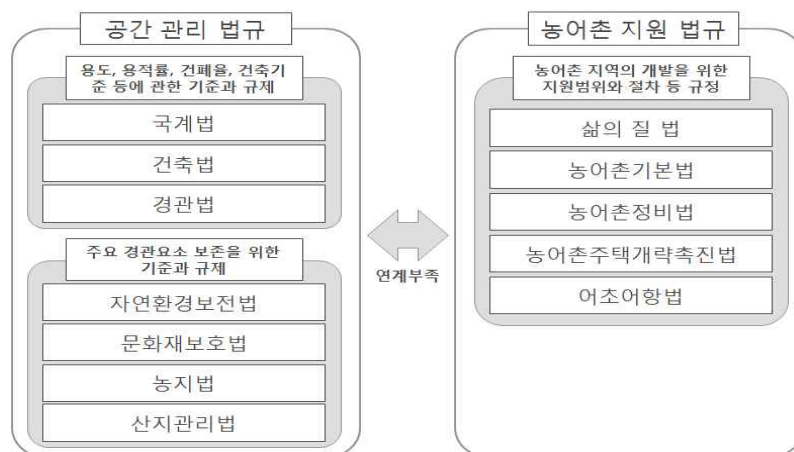 공간 관리 법규
용도, 용적률, 건폐율, 건축기
준 등에 관한 기준과 규제
국계법
건축법
경관법
주요 경관요소 보존을 위한
기준과 규제
자연환경보전법
문화재보호법
농지법
산지관리법
연계부족
농어촌 지원 법규
농어촌 지역의 개발을 위한
지원범위와 절차 등 규정
삶의 질 법
농어촌기본법
농어촌정비법
농어촌주택개략촉진법
어초어항법